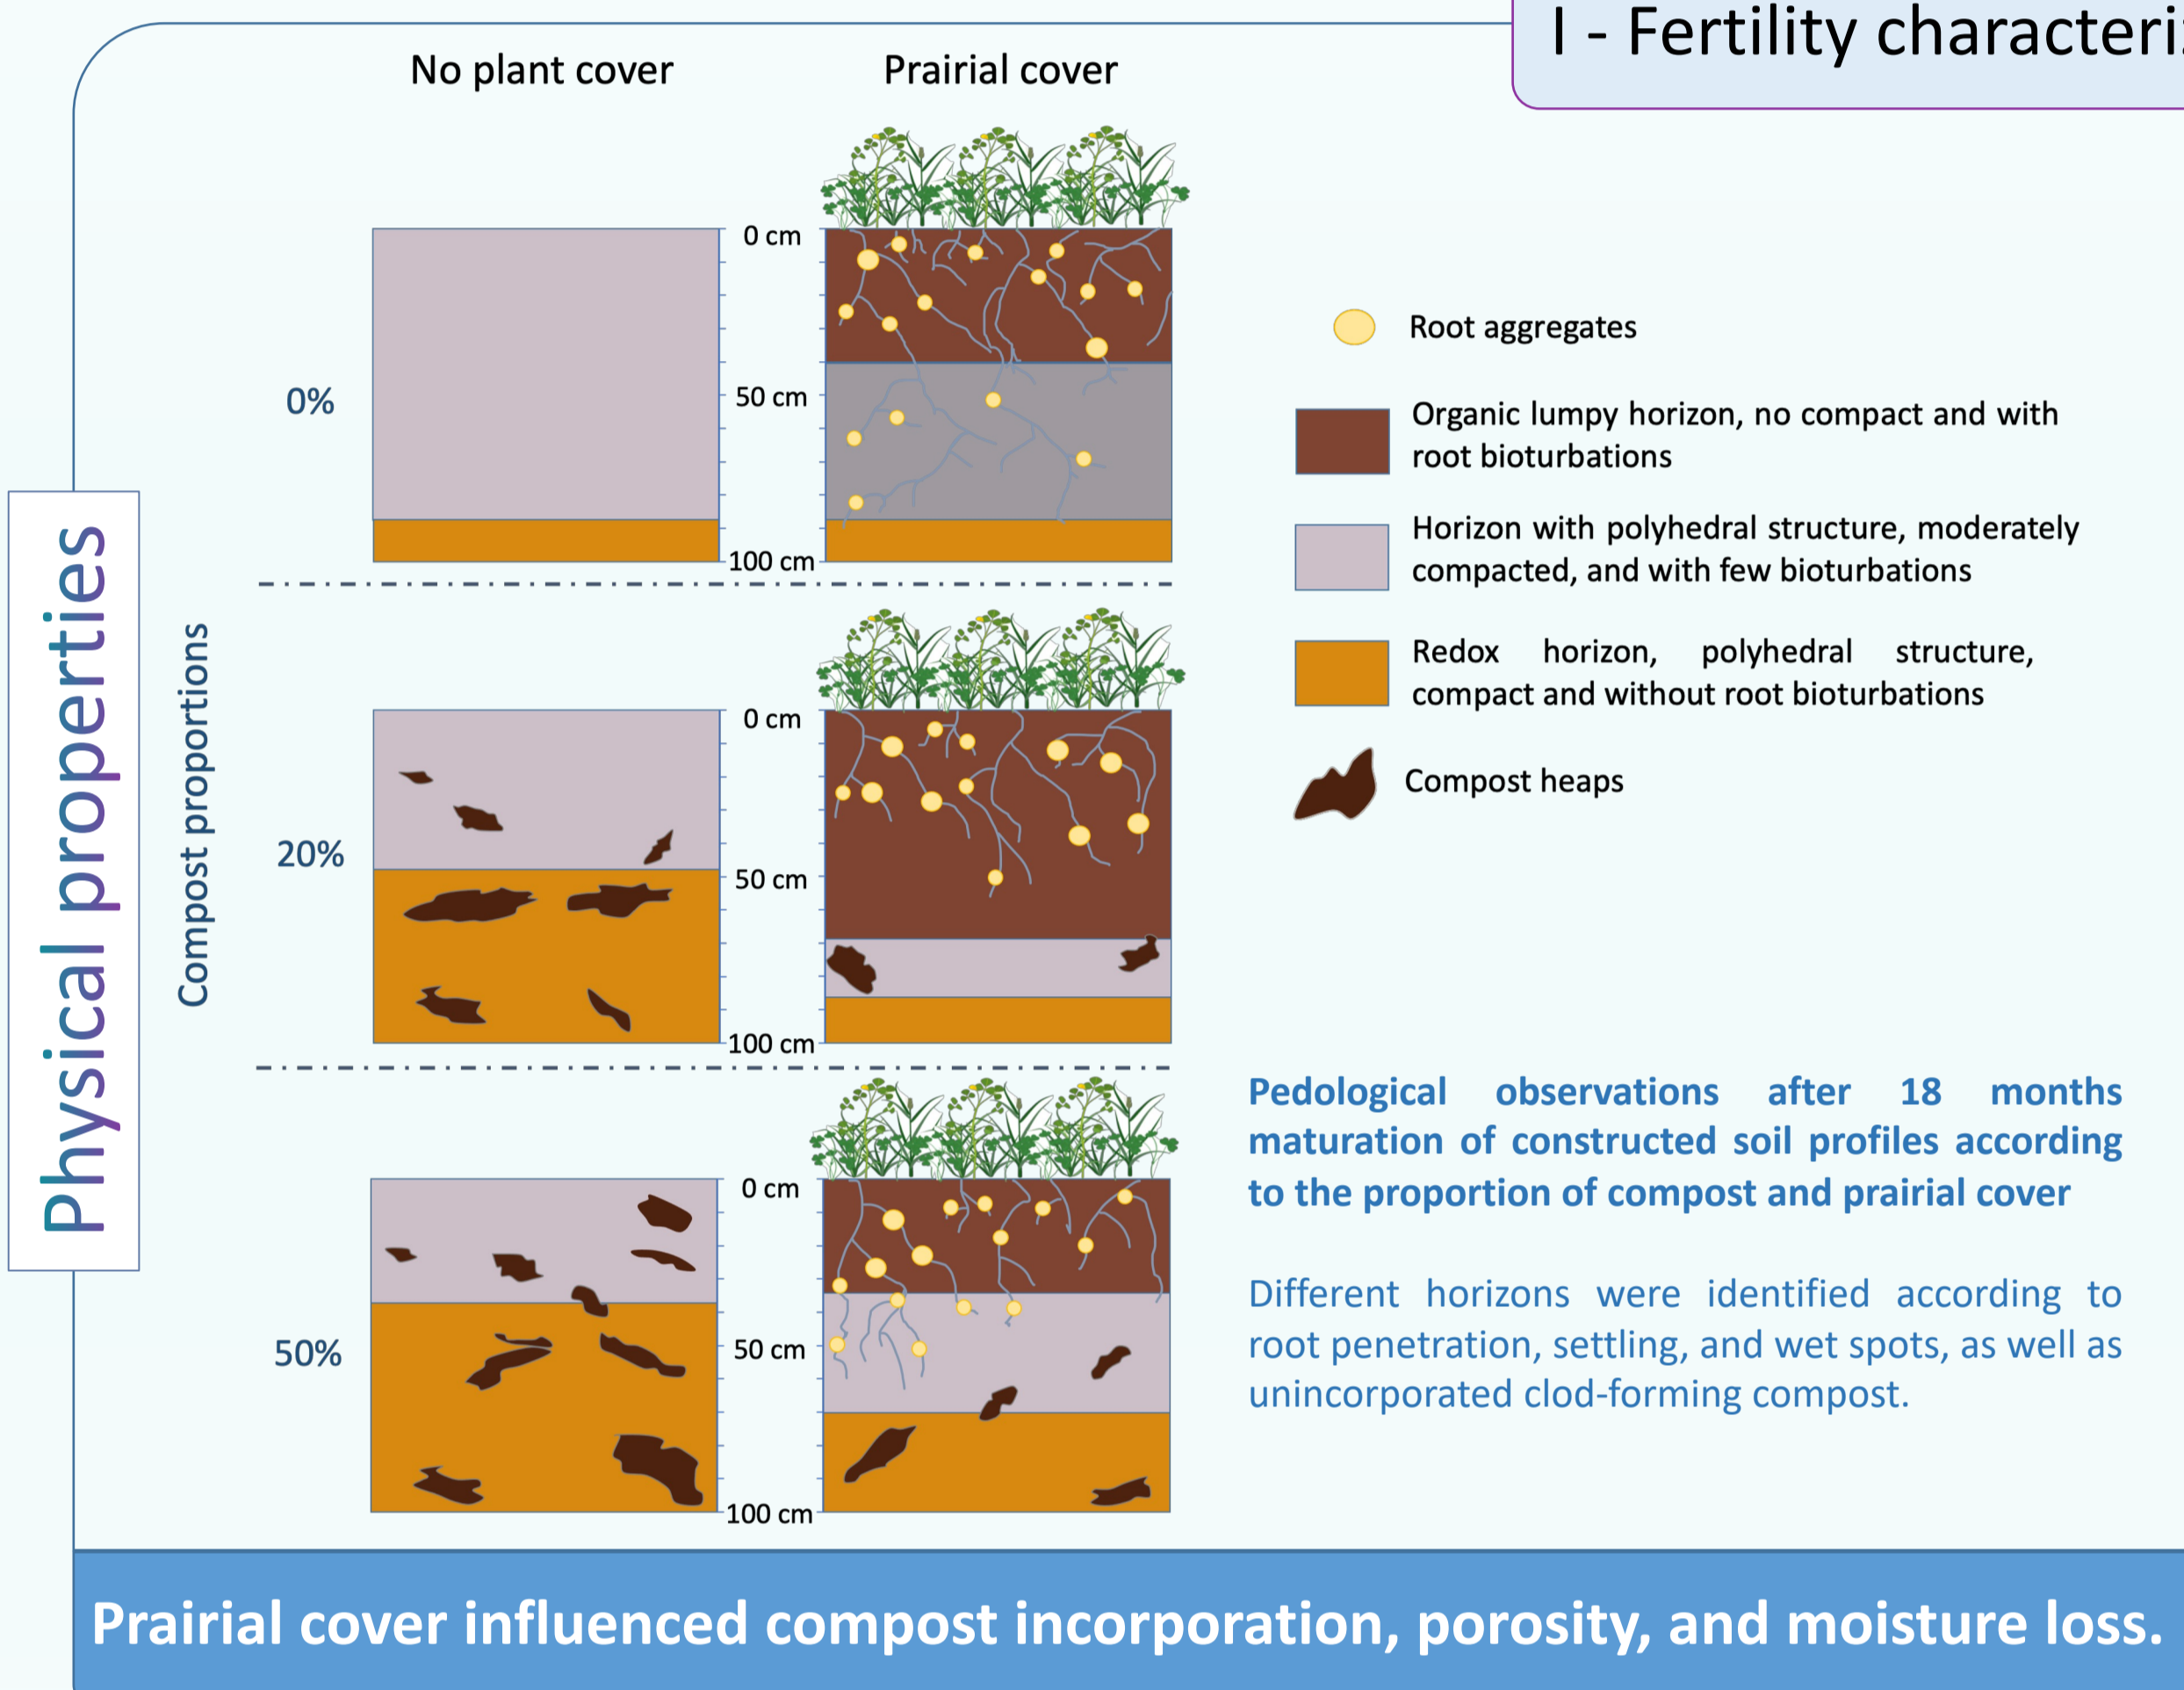 I - Fertility characteri
No plant cover
Prairial cover
Physical properties
Compost proportions
0%
0 cm
50 cm
100 cm
20%
0 cm
50 cm
100 cm
50%
0 cm
50 cm
100 cm
Root aggregates
Organic lumpy horizon, no compact and with
root bioturbations
Horizon with polyhedral structure, moderately
compacted, and with few bioturbations
Redox horizon, polyhedral structure,
compact and without root bioturbations
Compost heaps
Pedological observations after 18 months
maturation of constructed soil profiles according
to the proportion of compost and prairial cover
Different horizons were identified according to
root penetration, settling, and wet spots, as well as
unincorporated clod-forming compost.
Prairial cover influenced compost incorporation, porosity, and moisture loss.